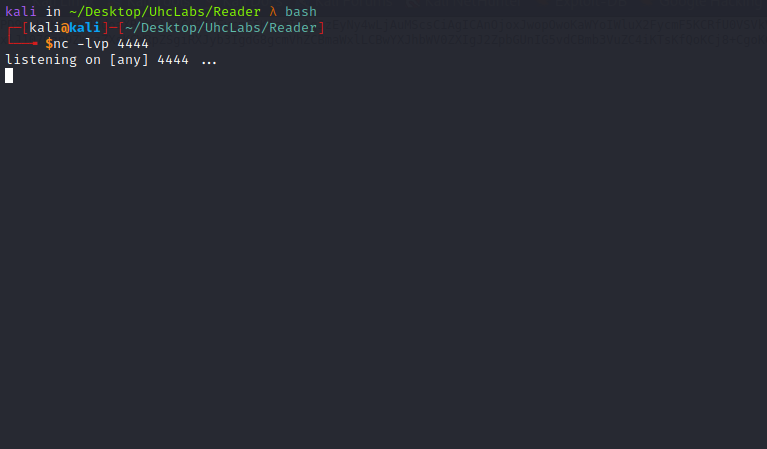 kali in ~/Desktop/UhcLabs/Reader λ bash
┌─[kali@kali]─[~/Desktop/UhcLabs/Reader]
└──╼ $nc -lvp 4444
listening on [any] 4444 ...